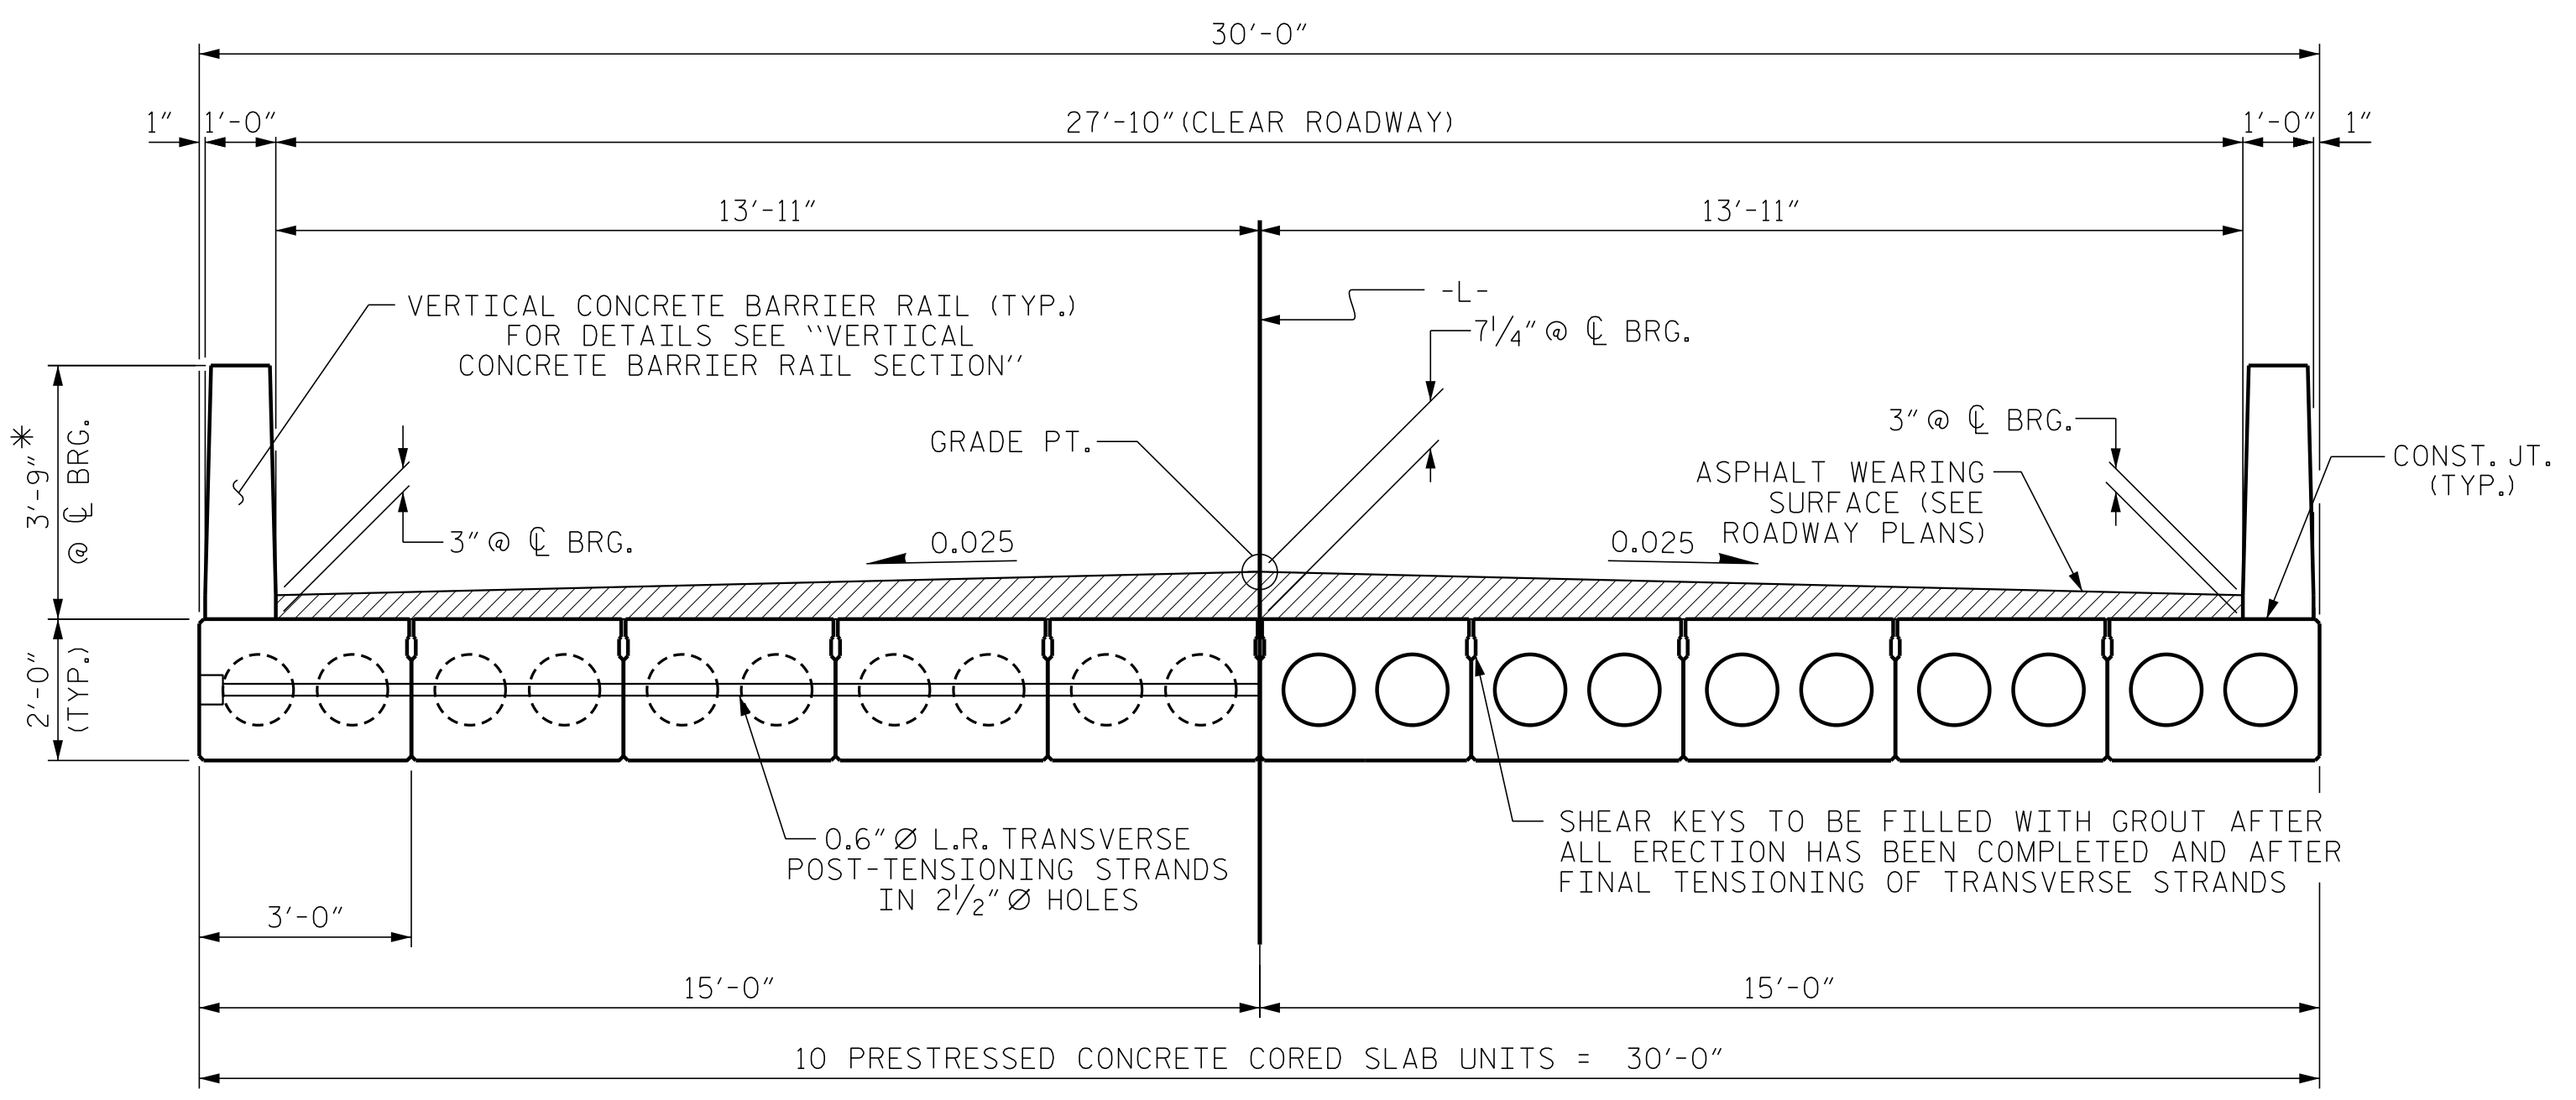 30'-0"
1" 1'-0" 27'-10" (CLEAR ROADWAY) 1'-0" 1"
13'-11" 13'-11"
VERTICAL CONCRETE BARRIER RAIL (TYP.)
FOR DETAILS SEE "VERTICAL
CONCRETE BARRIER RAIL SECTION"
-L-
7 1/4" @ ℄ BRG.
3'-9"*
@ ℄ BRG.
GRADE PT.
3" @ ℄ BRG.
ASPHALT WEARING
SURFACE (SEE
ROADWAY PLANS)
CONST. JT.
(TYP.)
3" @ ℄ BRG.
0.025
0.025
2'-0"
(TYP.)
0.6" Ø L.R. TRANSVERSE
POST-TENSIONING STRANDS
IN 2 1/2" Ø HOLES
SHEAR KEYS TO BE FILLED WITH GROUT AFTER
ALL ERECTION HAS BEEN COMPLETED AND AFTER
FINAL TENSIONING OF TRANSVERSE STRANDS
3'-0"
15'-0" 15'-0"
10 PRESTRESSED CONCRETE CORED SLAB UNITS = 30'-0"